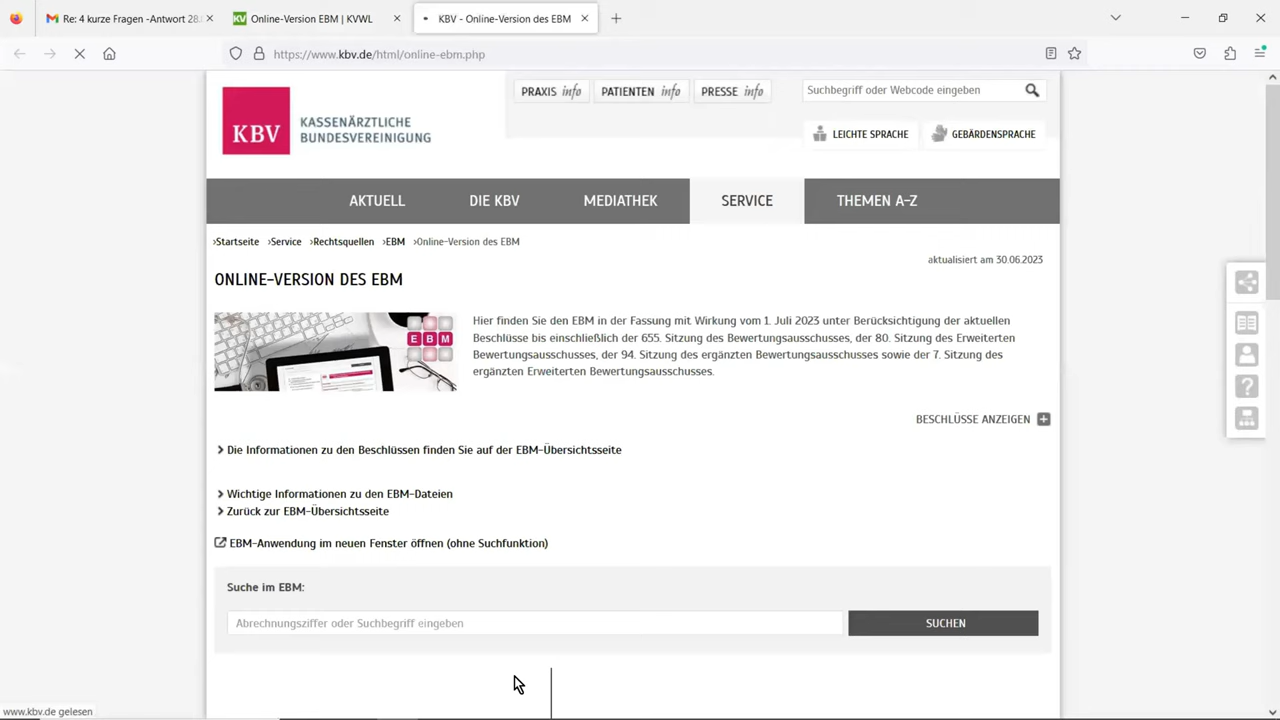 Re: 4 kurze Fragen -Antwort 28.
Online-Version EBM | KVWL
KBV - Online-Version des EBM
https://www.kbv.de/html/online-ebm.php
KBV
KASSENÄRZTLICHE
BUNDESVEREINIGUNG
PRAXIS info
PATIENTEN info
PRESSE info
Suchbegriff oder Webcode eingeben
LEICHTE SPRACHE
GEBÄRDENSPRACHE
AKTUELL
DIE KBV
MEDIATHEK
SERVICE
THEMEN A-Z
›Startseite ›Service ›Rechtsquellen ›EBM ›Online-Version des EBM
aktualisiert am 30.06.2023
ONLINE-VERSION DES EBM
EBM
Hier finden Sie den EBM in der Fassung mit Wirkung vom 1. Juli 2023 unter Berücksichtigung der aktuellen
Beschlüsse bis einschließlich der 655. Sitzung des Bewertungsausschusses, der 80. Sitzung des Erweiterten
Bewertungsausschusses, der 94. Sitzung des ergänzten Bewertungsausschusses sowie der 7. Sitzung des
ergänzten Erweiterten Bewertungsausschusses.
BESCHLÜSSE ANZEIGEN
Die Informationen zu den Beschlüssen finden Sie auf der EBM-Übersichtseite
Wichtige Informationen zu den EBM-Dateien
Zurück zur EBM-Übersichtseite
EBM-Anwendung im neuen Fenster öffnen (ohne Suchfunktion)
Suche im EBM:
Abrechnungsziffer oder Suchbegriff eingeben
SUCHEN
www.kbv.de gelesen